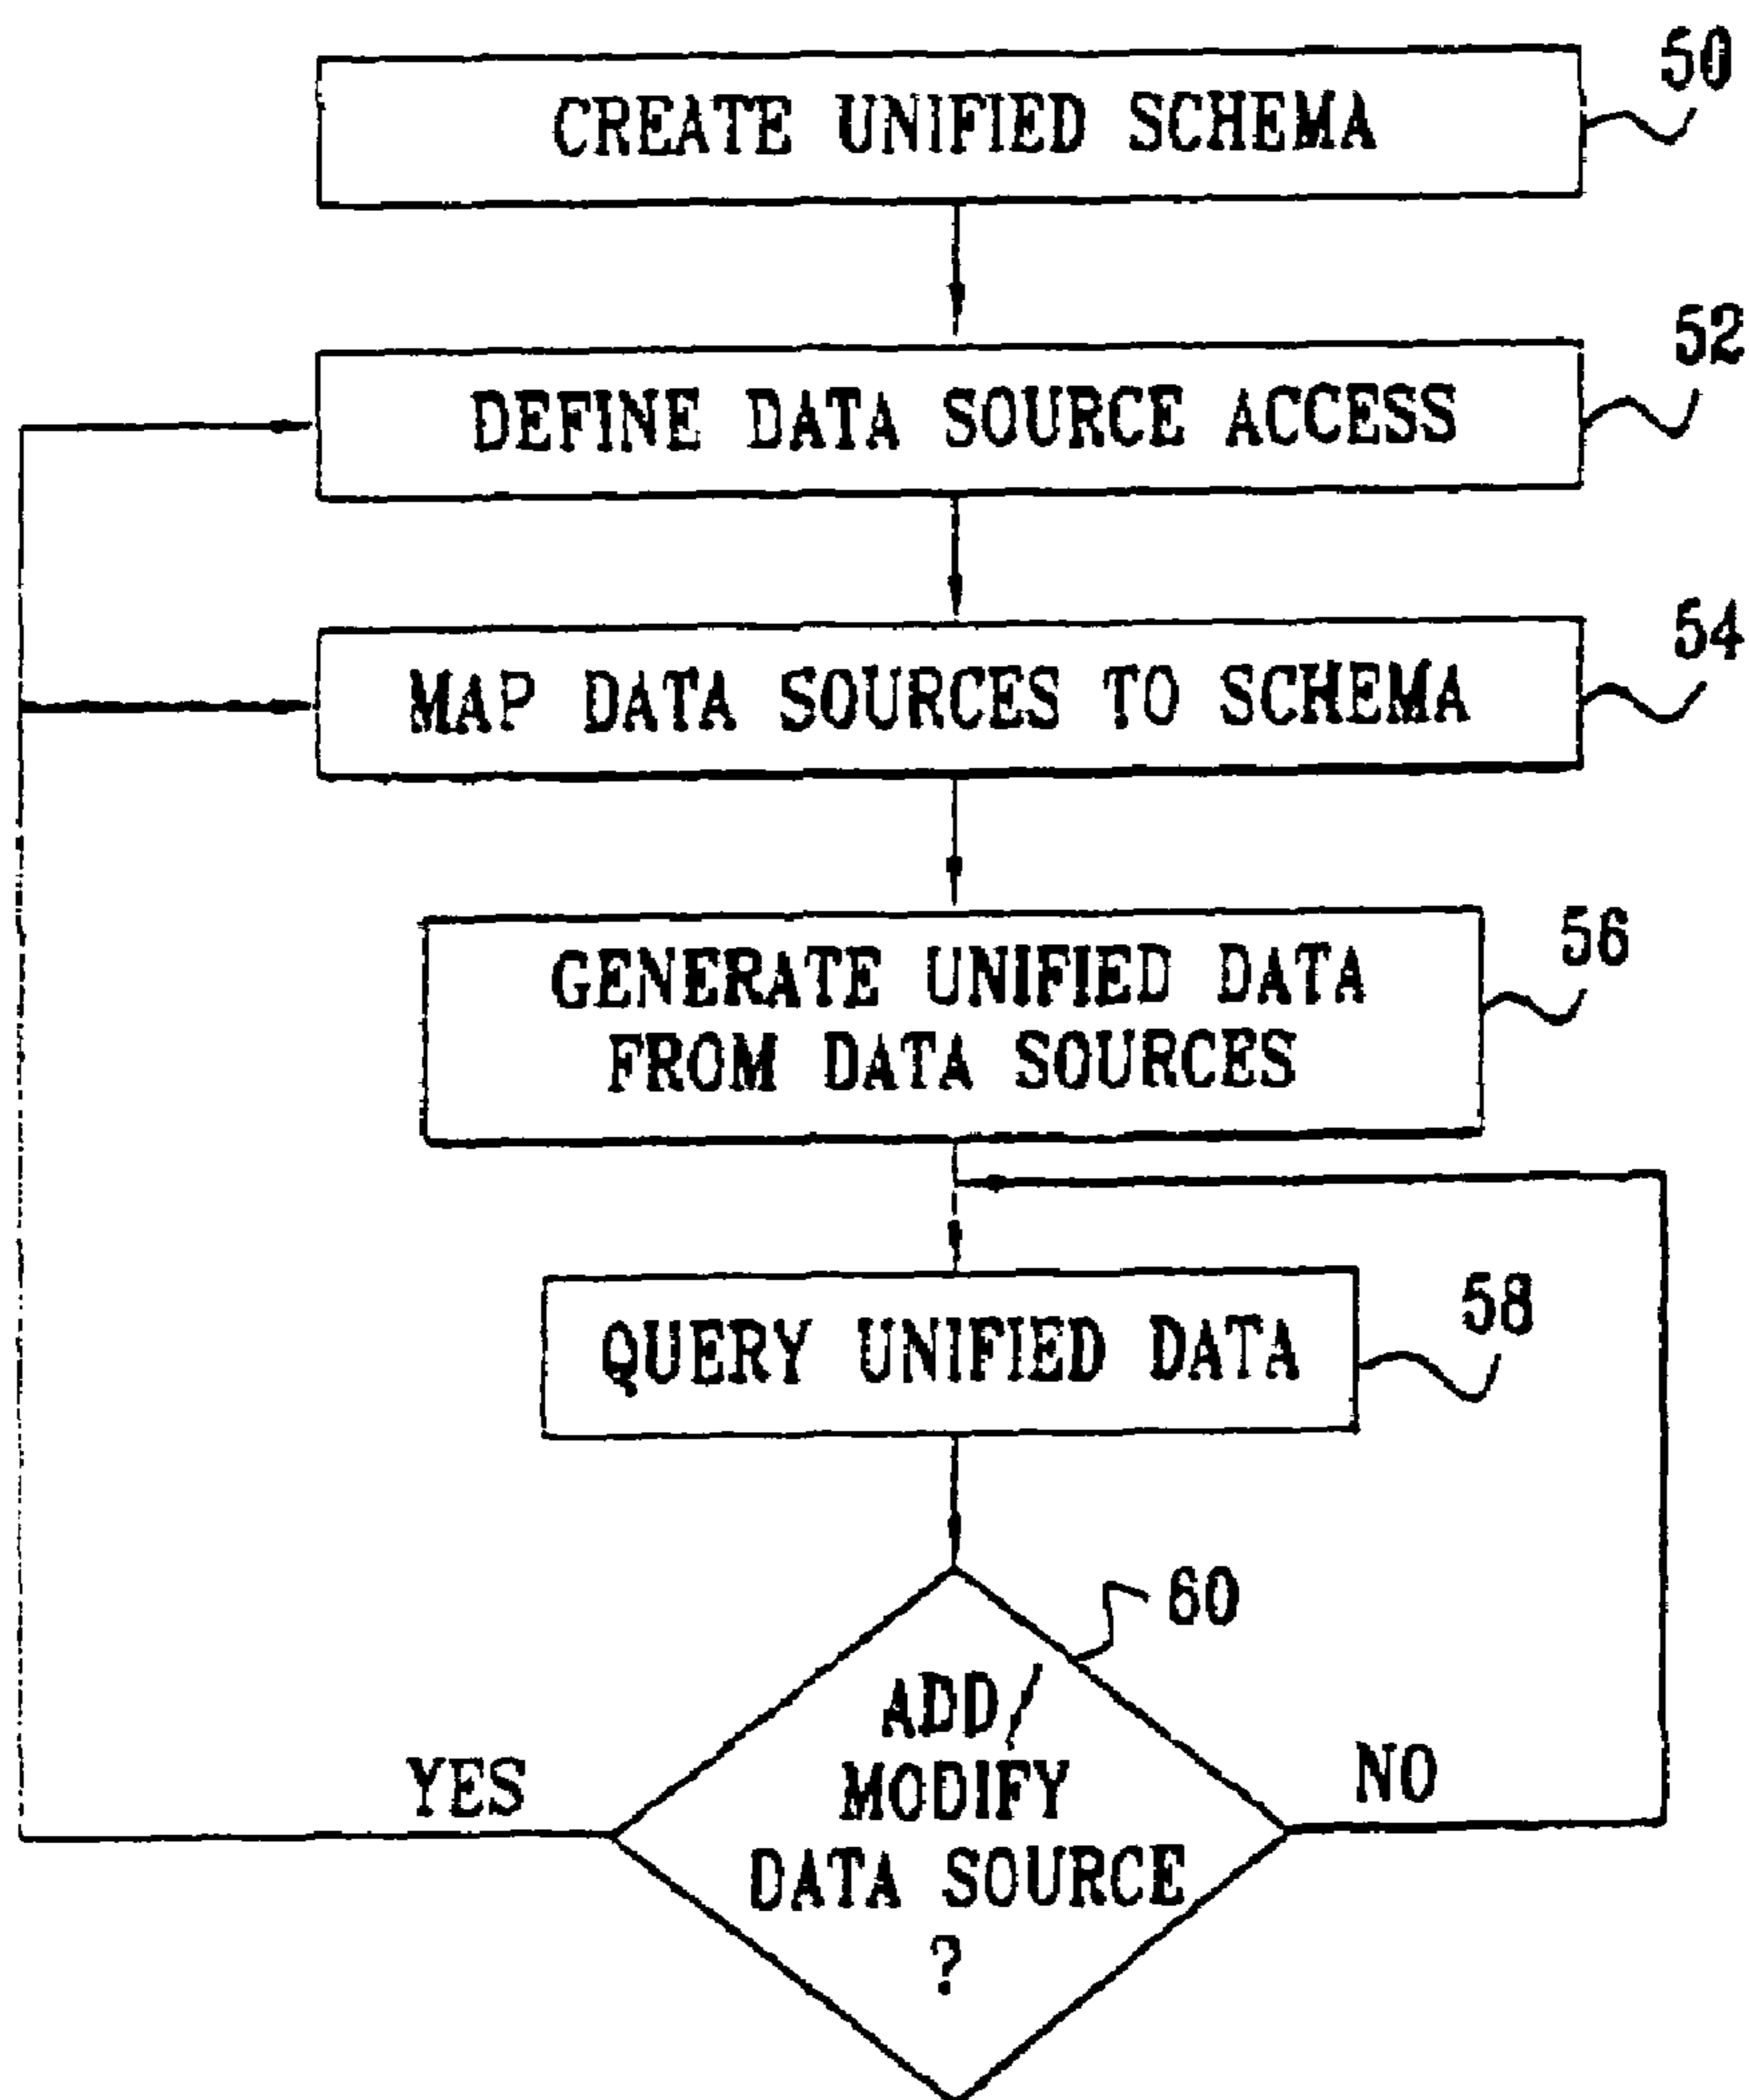 50
CREATE UNIFIED SCHEMA
52
DEFINE DATA SOURCE ACCESS
54
MAP DATA SOURCES TO SCHEMA
56
GENERATE UNIFIED DATA
FROM DATA SOURCES
58
QUERY UNIFIED DATA
60
ADD/
MODIFY
DATA SOURCE
?
YES
NO